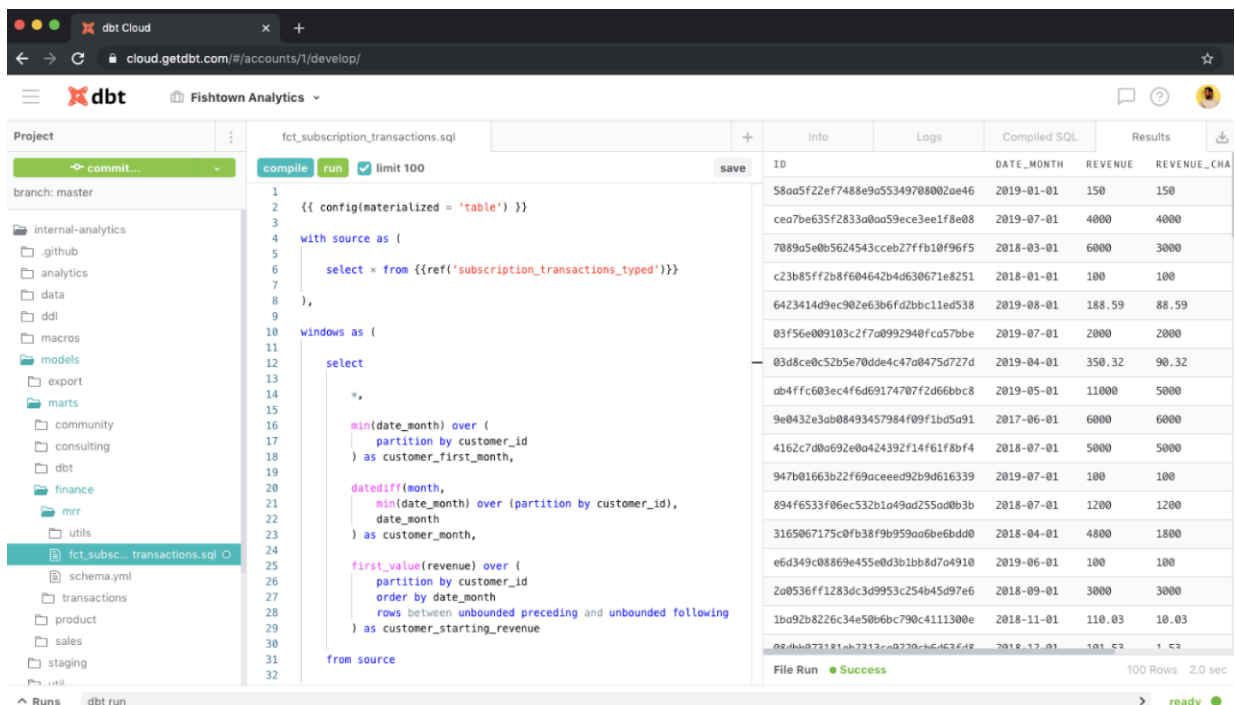 dbt Cloud
cloud.getdbt.com/#/accounts/1/develop/
dbt
Fishtown Analytics
Project
commit...
branch: master
internal-analytics
.github
analytics
data
ddl
macros
models
export
marts
community
consulting
dbt
finance
mrr
utils
fct_subsc... transactions.sql
schema.yml
transactions
product
sales
staging
util
fct_subscription_transactions.sql
compile run limit 100 save
1
2 {{ config(materialized = 'table') }}
3
4 with source as (
5
6 select * from {{ref('subscription_transactions_typed')}}
7
8 ),
9
10 windows as (
11
12 select
13
14 *,
15
16 min(date_month) over (
17 partition by customer_id
18 ) as customer_first_month,
19
20 datediff(month,
21 min(date_month) over (partition by customer_id),
22 date_month
23 ) as customer_month,
24
25 first_value(revenue) over (
26 partition by customer_id
27 order by date_month
28 rows between unbounded preceding and unbounded following
29 ) as customer_starting_revenue
30
31 from source
32
Info Logs Compiled SQL Results
ID DATE_MONTH REVENUE REVENUE_CHA
58aa5f22ef7488e9a55349708002ae46 2019-01-01 150 150
cea7be635f2833a0aa59ece3ee1f8e08 2019-07-01 4000 4000
7089a5e0b5624543cceb27ffb10f96f5 2018-03-01 6000 3000
c23b85ff2b8f604642b4d630671e8251 2018-01-01 100 100
6423414d9ec902e63b6fd2bbc11ed538 2019-08-01 188.59 88.59
03f56e009103c2f7a0992940fca57bbe 2019-07-01 2000 2000
03d8ce0c52b5e70dde4c47a0475d727d 2019-04-01 350.32 90.32
ab4ffc603ec4f6d69174707f2d66bbc8 2019-05-01 11000 5000
9e0432e3ab08493457984f09f1bd5a91 2017-06-01 6000 6000
4162c7d0a692e0a424392f14f61f8bf4 2018-07-01 5000 5000
947b01663b22f69aceeed92b9d616339 2019-07-01 100 100
894f6533f06ec532b1a49ad255ad0b3b 2018-07-01 1200 1200
3165067175c0fb38f9b959aa6be6bdd0 2018-04-01 4800 1800
e6d349c08869e455e0d3b1bb8d7a4910 2019-06-01 100 100
2a0536ff1283dc3d9953c254b45d97e6 2018-09-01 3000 3000
1ba92b8226c34e50b6bc790c4111300e 2018-11-01 110.03 10.03
2018-12-01 101.53 1.53
File Run Success 100 Rows 2.0 sec
Runs dbt run ready